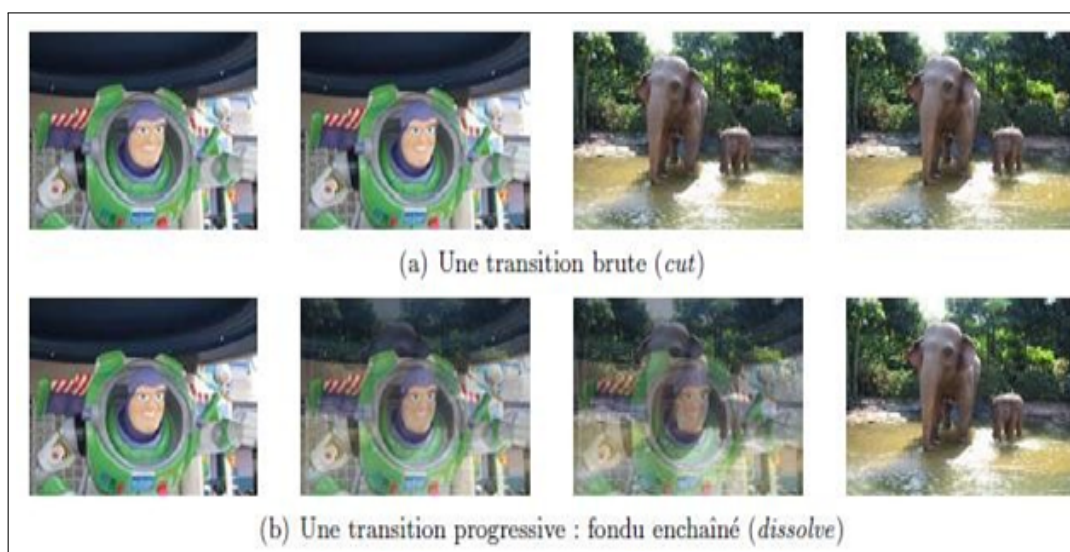 (a) Une transition brute (cut)
(b) Une transition progressive : fondu enchaîné (dissolve)